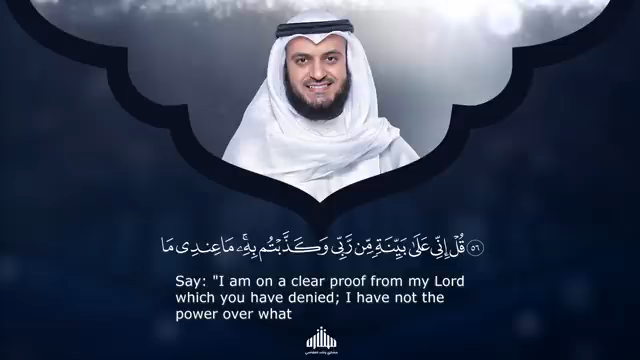 ۝٥٦ قُلْ إِنِّي عَلَىٰ بَيِّنَةٍ مِّن رَّبِّي وَكَذَّبْتُم بِهِۦۚ مَا عِندِى مَا
Say: "I am on a clear proof from my Lord
which you have denied; I have not the
power over what